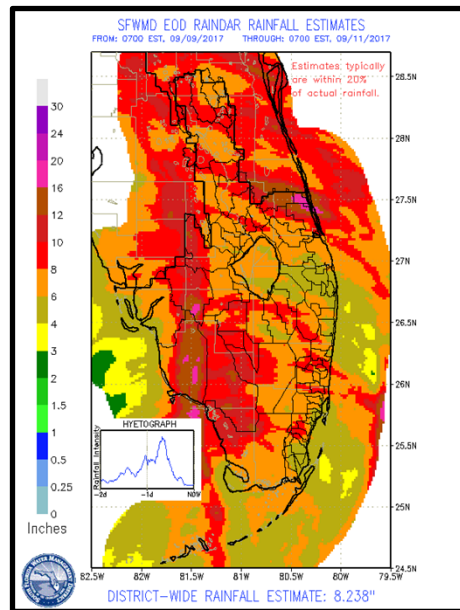 SFWMD EOD RAINDAR RAINFALL ESTIMATES
FROM: 0700 EST, 09/09/2017 THROUGH: 0700 EST, 09/11/2017
Estimates typically
are within 20%
of actual rainfall.
28.5N
28N
27.5N
27N
26.5N
26N
25.5N
25N
24.5N
30
24
20
16
12
10
8
6
4
3
2
1.5
1
0.5
0.25
0
Inches
HYETOGRAPH
Rainfall Intensity
-2d -1d NOW
82.5W 82W 81.5W 81W 80.5W 80W 79.5W
DISTRICT-WIDE RAINFALL ESTIMATE: 8.238"